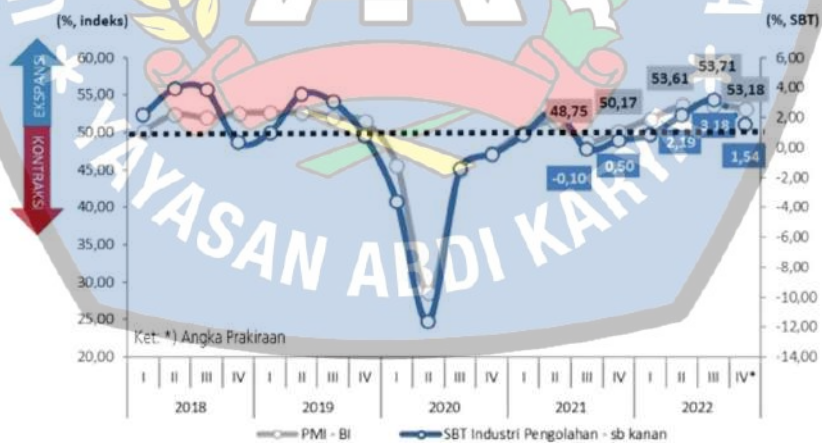 (%, indeks) (%, SBT)
60,00 6,00
55,00 4,00
50,00 2,00
45,00 0,00
40,00 -2,00
35,00 -4,00
30,00 -6,00
25,00 -8,00
20,00 -10,00
-12,00
-14,00
EKSPANSI
KONTRAKSI
48,75 50,17 53,61 53,71 53,18
-0,10 0,50 2,19 3,18 1,54
YAYASAN ABDI KARYA
Ket: *) Angka Prakiraan
I II III IV I II III IV I II III IV I II III IV I II III IV*
2018 2019 2020 2021 2022
PMI - BI SBT Industri Pengolahan - sb kanan